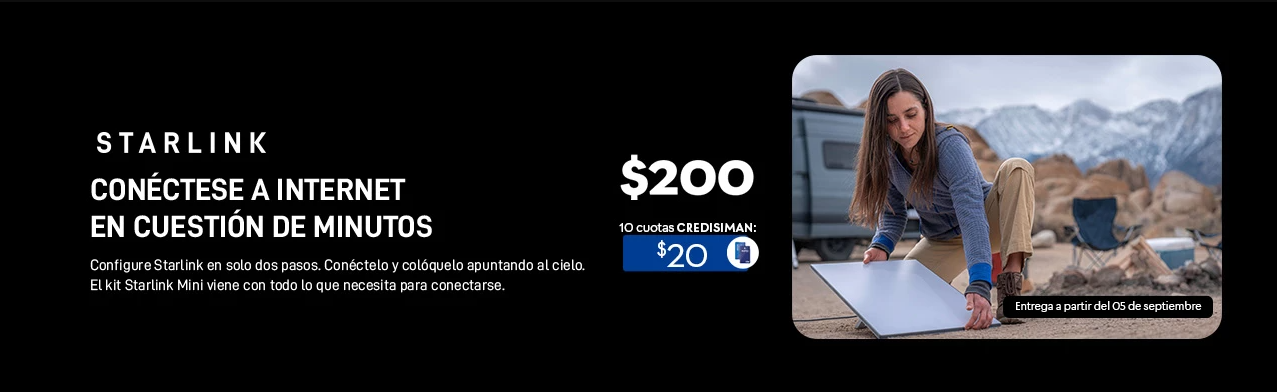 STARLINK
CONÉCTESE A INTERNET
EN CUESTIÓN DE MINUTOS
Configure Starlink en solo dos pasos. Conéctelo y colóquelo apuntando al cielo.
El kit Starlink Mini viene con todo lo que necesita para conectarse.
$200
10 cuotas CREDISIMAN:
$20
Entrega a partir del 05 de septiembre